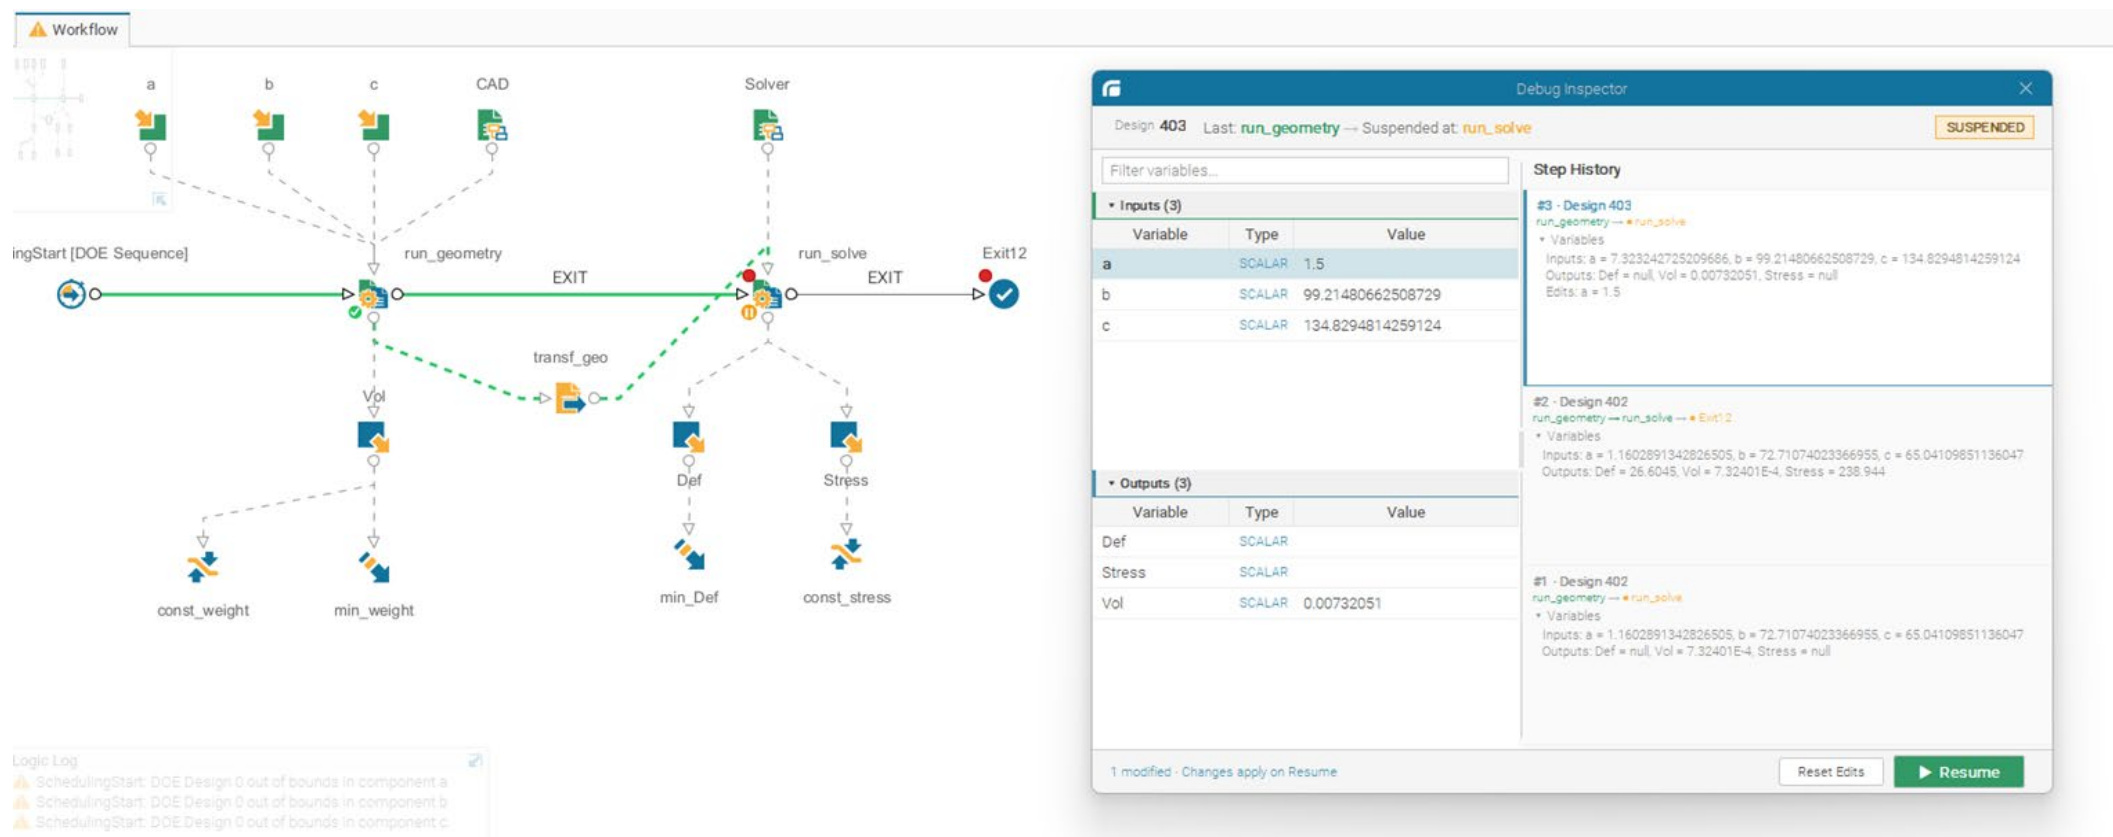 Workflow
a
b
c
CAD
Solver
ingStart [DOE Sequence]
run_geometry
EXIT
run_solve
EXIT
Exit12
transf_geo
Vol
Def
Stress
const_weight
min_weight
min_Def
const_stress
Logic Log
SchedulingStart: DOE Design 0 out of bounds in component a
SchedulingStart: DOE Design 0 out of bounds in component b
SchedulingStart: DOE Design 0 out of bounds in component c
Debug Inspector
Design 403 Last: run_geometry → Suspended at: run_solve
SUSPENDED
Filter variables...
Inputs (3)
Variable Type Value
a SCALAR 1.5
b SCALAR 99.21480662508729
c SCALAR 134.8294814259124
Outputs (3)
Variable Type Value
Def SCALAR
Stress SCALAR
Vol SCALAR 0.00732051
Step History
#3 - Design 403
run_geometry → run_solve
Variables
Inputs: a = 7.323242725209686, b = 99.21480662508729, c = 134.8294814259124
Outputs: Def = null, Vol = 0.00732051, Stress = null
Edits: a = 1.5
#2 - Design 402
run_geometry → run_solve → Exit12
Variables
Inputs: a = 1.1602891342826505, b = 72.71074023366955, c = 65.04109851136047
Outputs: Def = 26.6045, Vol = 7.32401E-4, Stress = 238.944
#1 - Design 402
run_geometry → run_solve
Variables
Inputs: a = 1.1602891342826505, b = 72.71074023366955, c = 65.04109851136047
Outputs: Def = null, Vol = 7.32401E-4, Stress = null
1 modified - Changes apply on Resume
Reset Edits
Resume